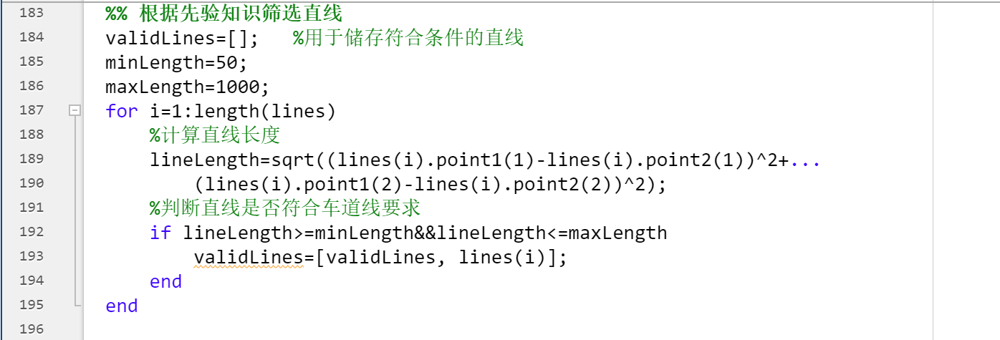 183 %% 根据先验知识筛选直线
184 validLines=[];   %用于储存符合条件的直线
185 minLength=50;
186 maxLength=1000;
187 for i=1:length(lines)
188     %计算直线长度
189     lineLength=sqrt((lines(i).point1(1)-lines(i).point2(1))^2+...
190         (lines(i).point1(2)-lines(i).point2(2))^2);
191     %判断直线是否符合车道线要求
192     if lineLength>=minLength&&lineLength<=maxLength
193         validLines=[validLines, lines(i)];
194     end
195 end
196